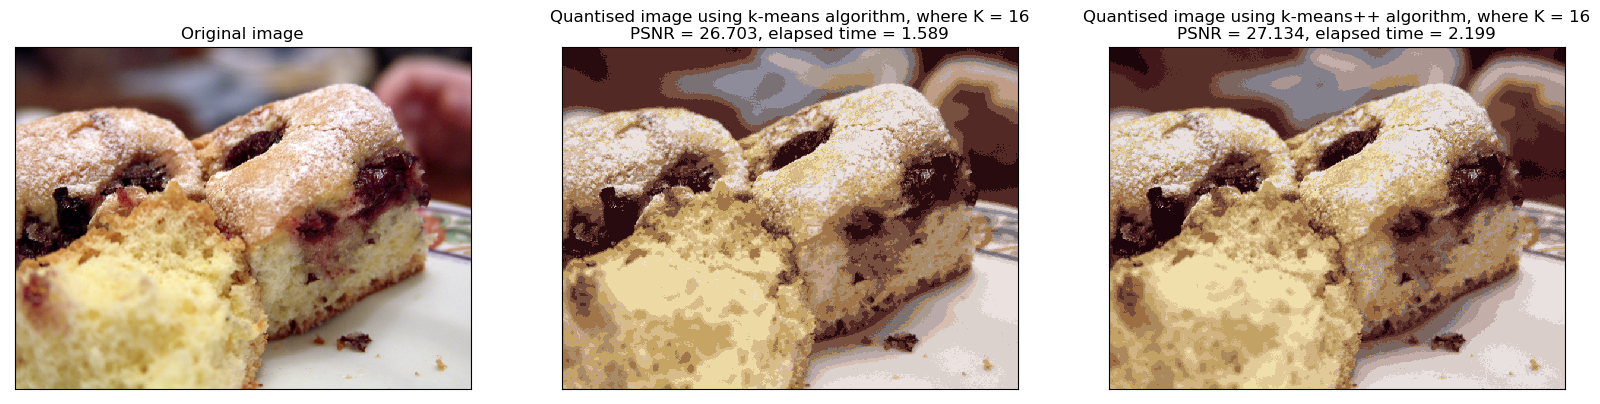 Original image
Quantised image using k-means algorithm, where K = 16
PSNR = 26.703, elapsed time = 1.589
Quantised image using k-means++ algorithm, where K = 16
PSNR = 27.134, elapsed time = 2.199